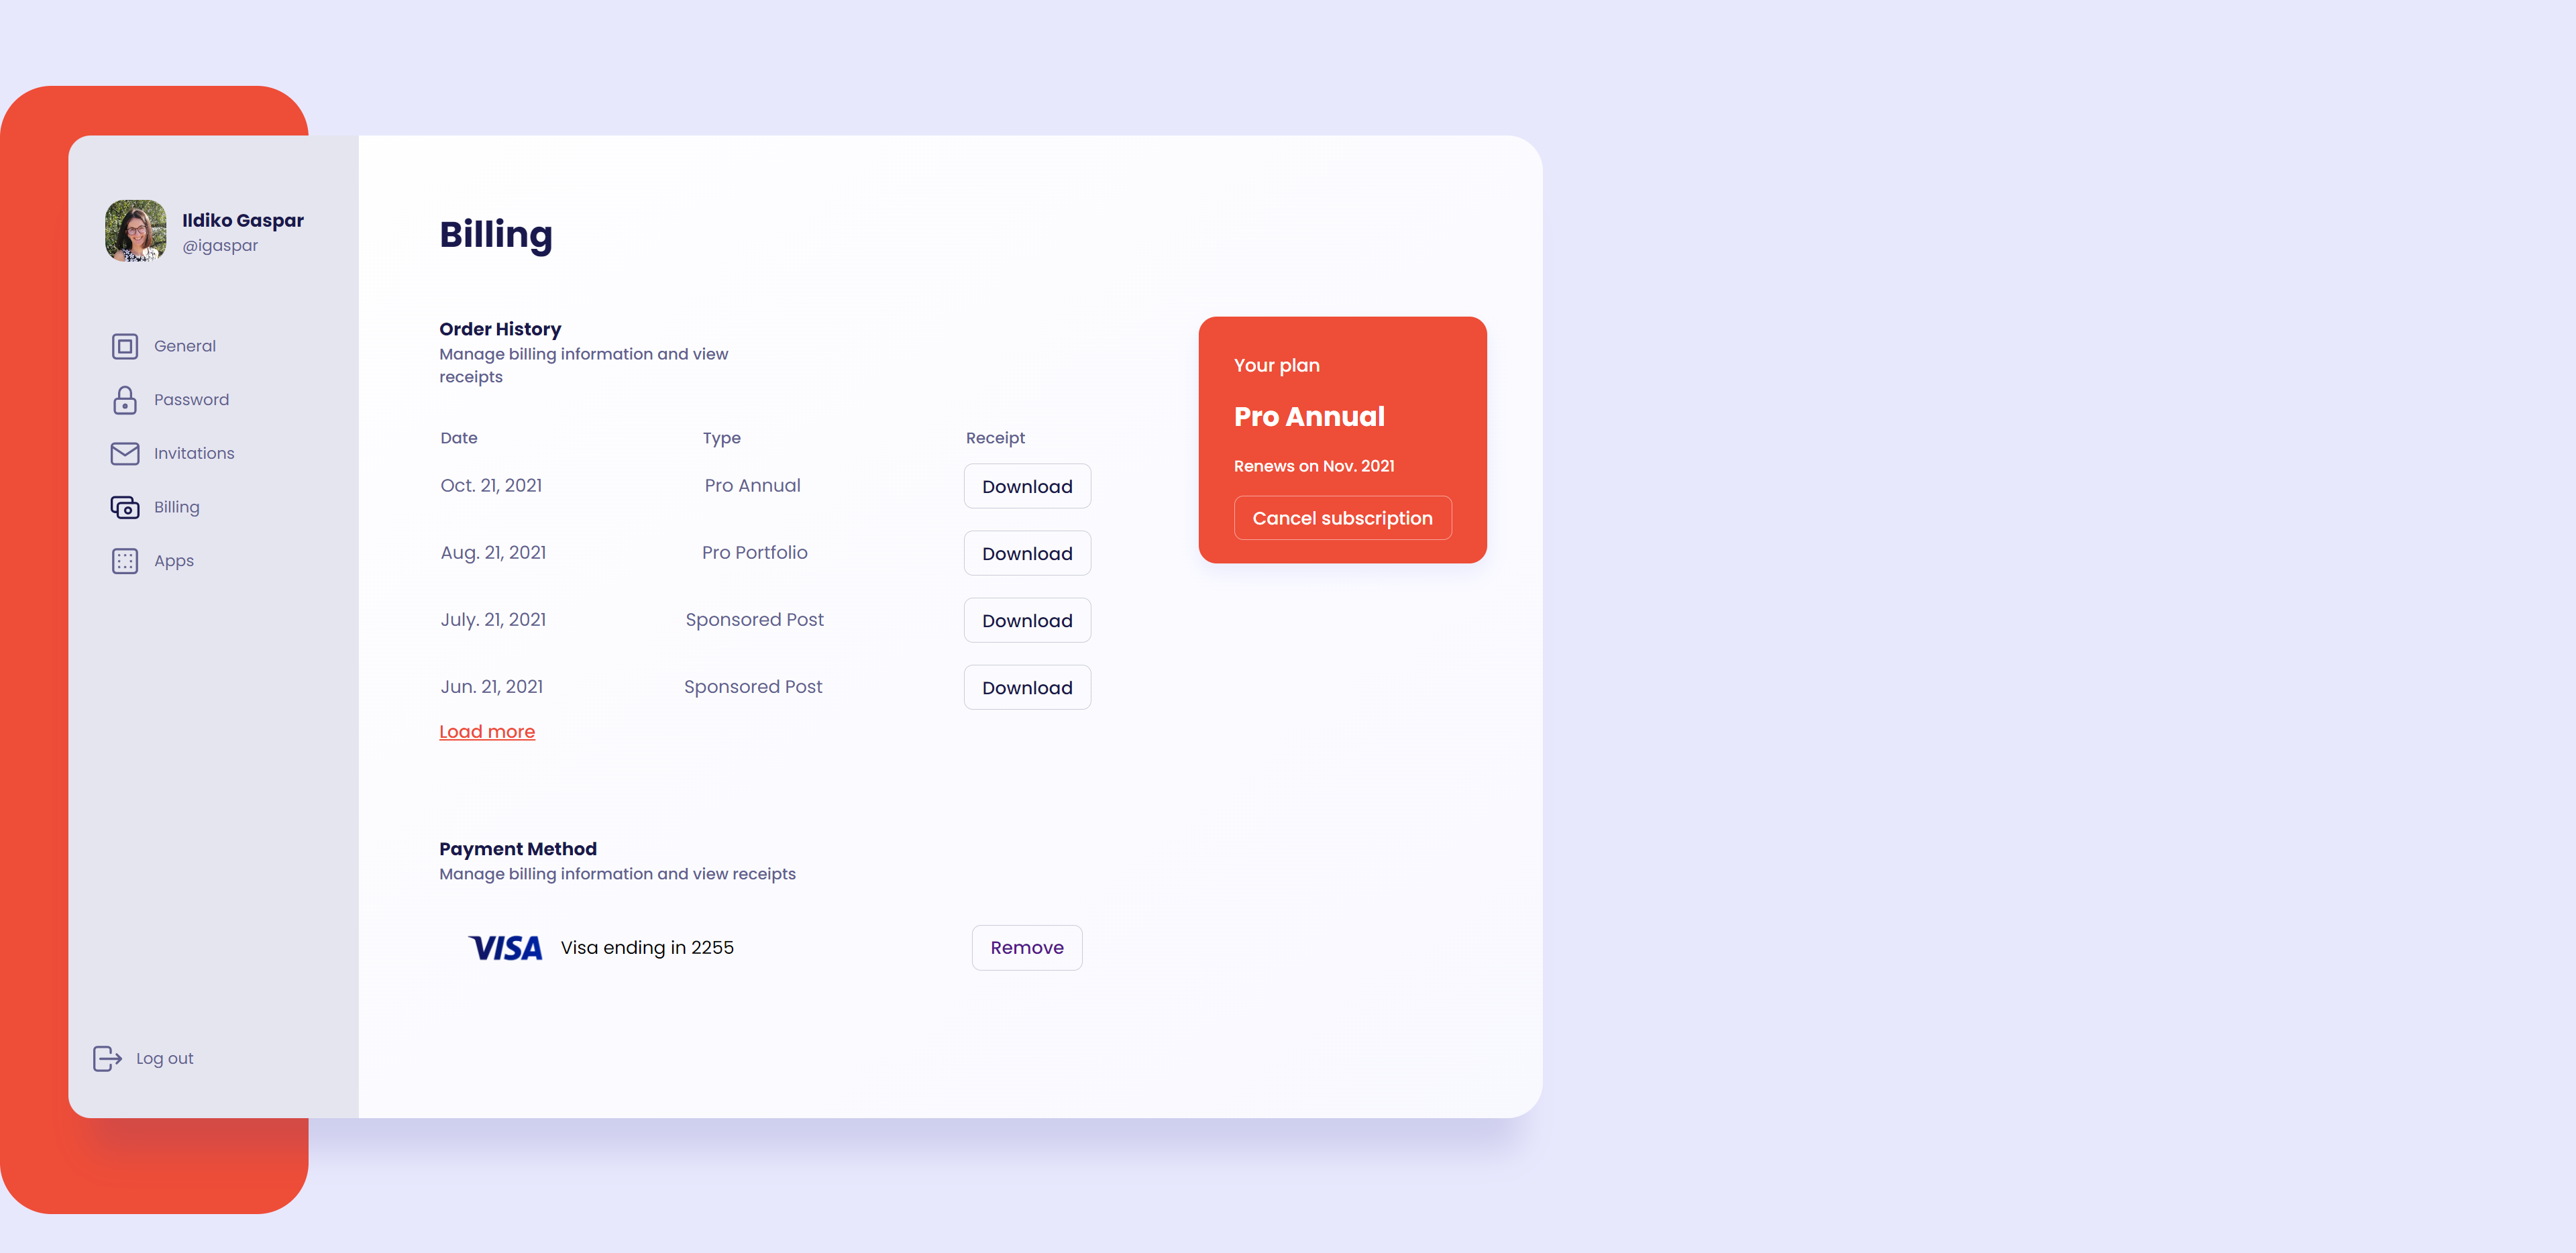 Ildiko Gaspar
@igaspar
General
Password
Invitations
Billing
Apps
Log out
Billing
Order History
Manage billing information and view
receipts
Date Type Receipt
Oct. 21, 2021 Pro Annual Download
Aug. 21, 2021 Pro Portfolio Download
July. 21, 2021 Sponsored Post Download
Jun. 21, 2021 Sponsored Post Download
Load more
Payment Method
Manage billing information and view receipts
VISA Visa ending in 2255 Remove
Your plan
Pro Annual
Renews on Nov. 2021
Cancel subscription